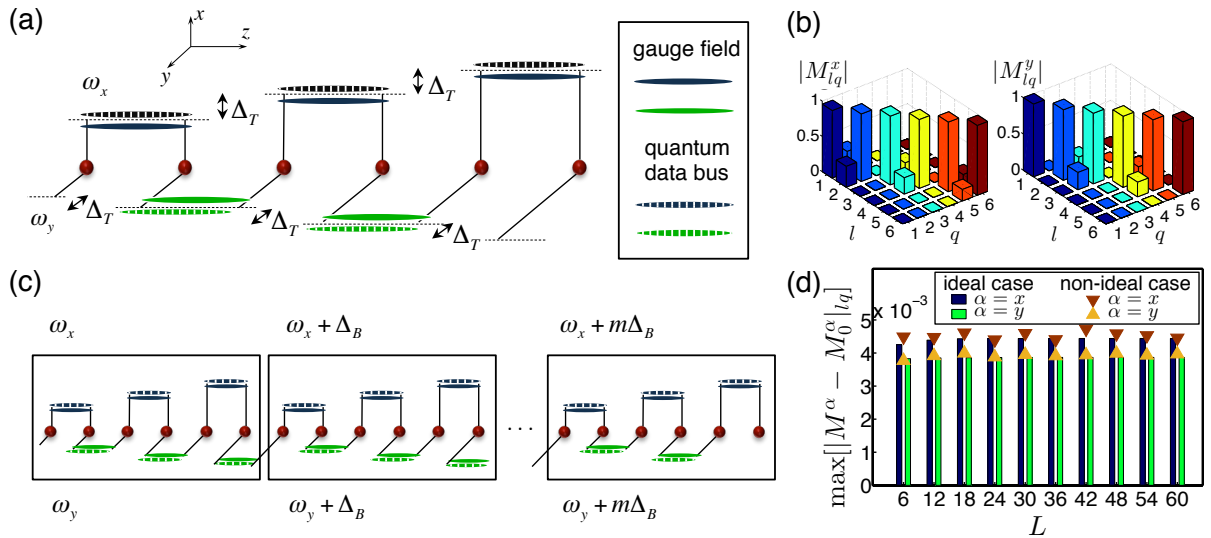 (a)
x
z
y
ω_x
Δ_T
Δ_T
ω_y
Δ_T
Δ_T
Δ_T
gauge field
quantum
data bus
(b)
|M^x_{lq}|
1
0.5
0
1
2
3
4
5
6
l
1
2
3
4
5
6
q
|M^y_{lq}|
1
0.5
0
1
2
3
4
5
6
l
1
2
3
4
5
6
q
(c)
ω_x
ω_x + Δ_B
ω_x + mΔ_B
...
ω_y
ω_y + Δ_B
ω_y + mΔ_B
(d)
max[|M^α − M^α_0|_{lq}]
x 10^{−3}
ideal case
non-ideal case
α = x
α = x
α = y
α = y
5
4
3
2
1
0
6 12 18 24 30 36 42 48 54 60
L